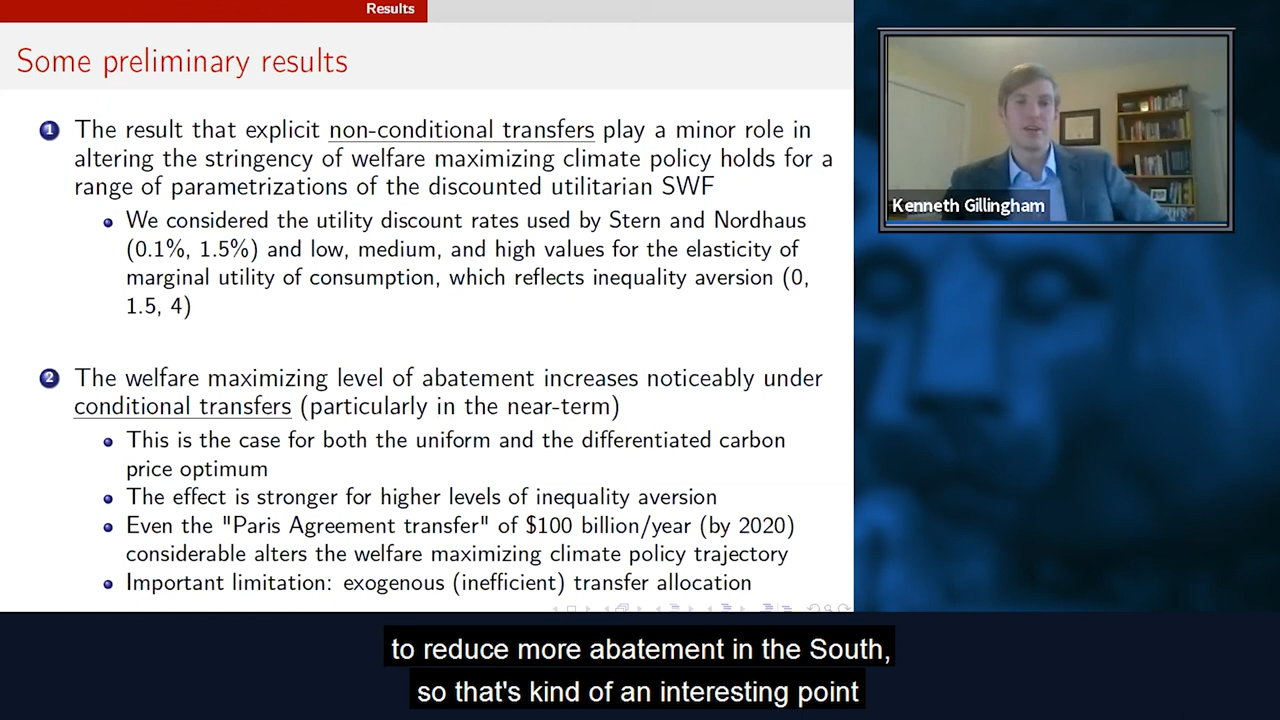 Results
Some preliminary results
1 The result that explicit non-conditional transfers play a minor role in
altering the stringency of welfare maximizing climate policy holds for a
range of parametrizations of the discounted utilitarian SWF
We considered the utility discount rates used by Stern and Nordhaus
(0.1%, 1.5%) and low, medium, and high values for the elasticity of
marginal utility of consumption, which reflects inequality aversion (0,
1.5, 4)
2 The welfare maximizing level of abatement increases noticeably under
conditional transfers (particularly in the near-term)
This is the case for both the uniform and the differentiated carbon
price optimum
The effect is stronger for higher levels of inequality aversion
Even the "Paris Agreement transfer" of $100 billion/year (by 2020)
considerable alters the welfare maximizing climate policy trajectory
Important limitation: exogenous (inefficient) transfer allocation
Kenneth Gillingham
to reduce more abatement in the South,
so that's kind of an interesting point